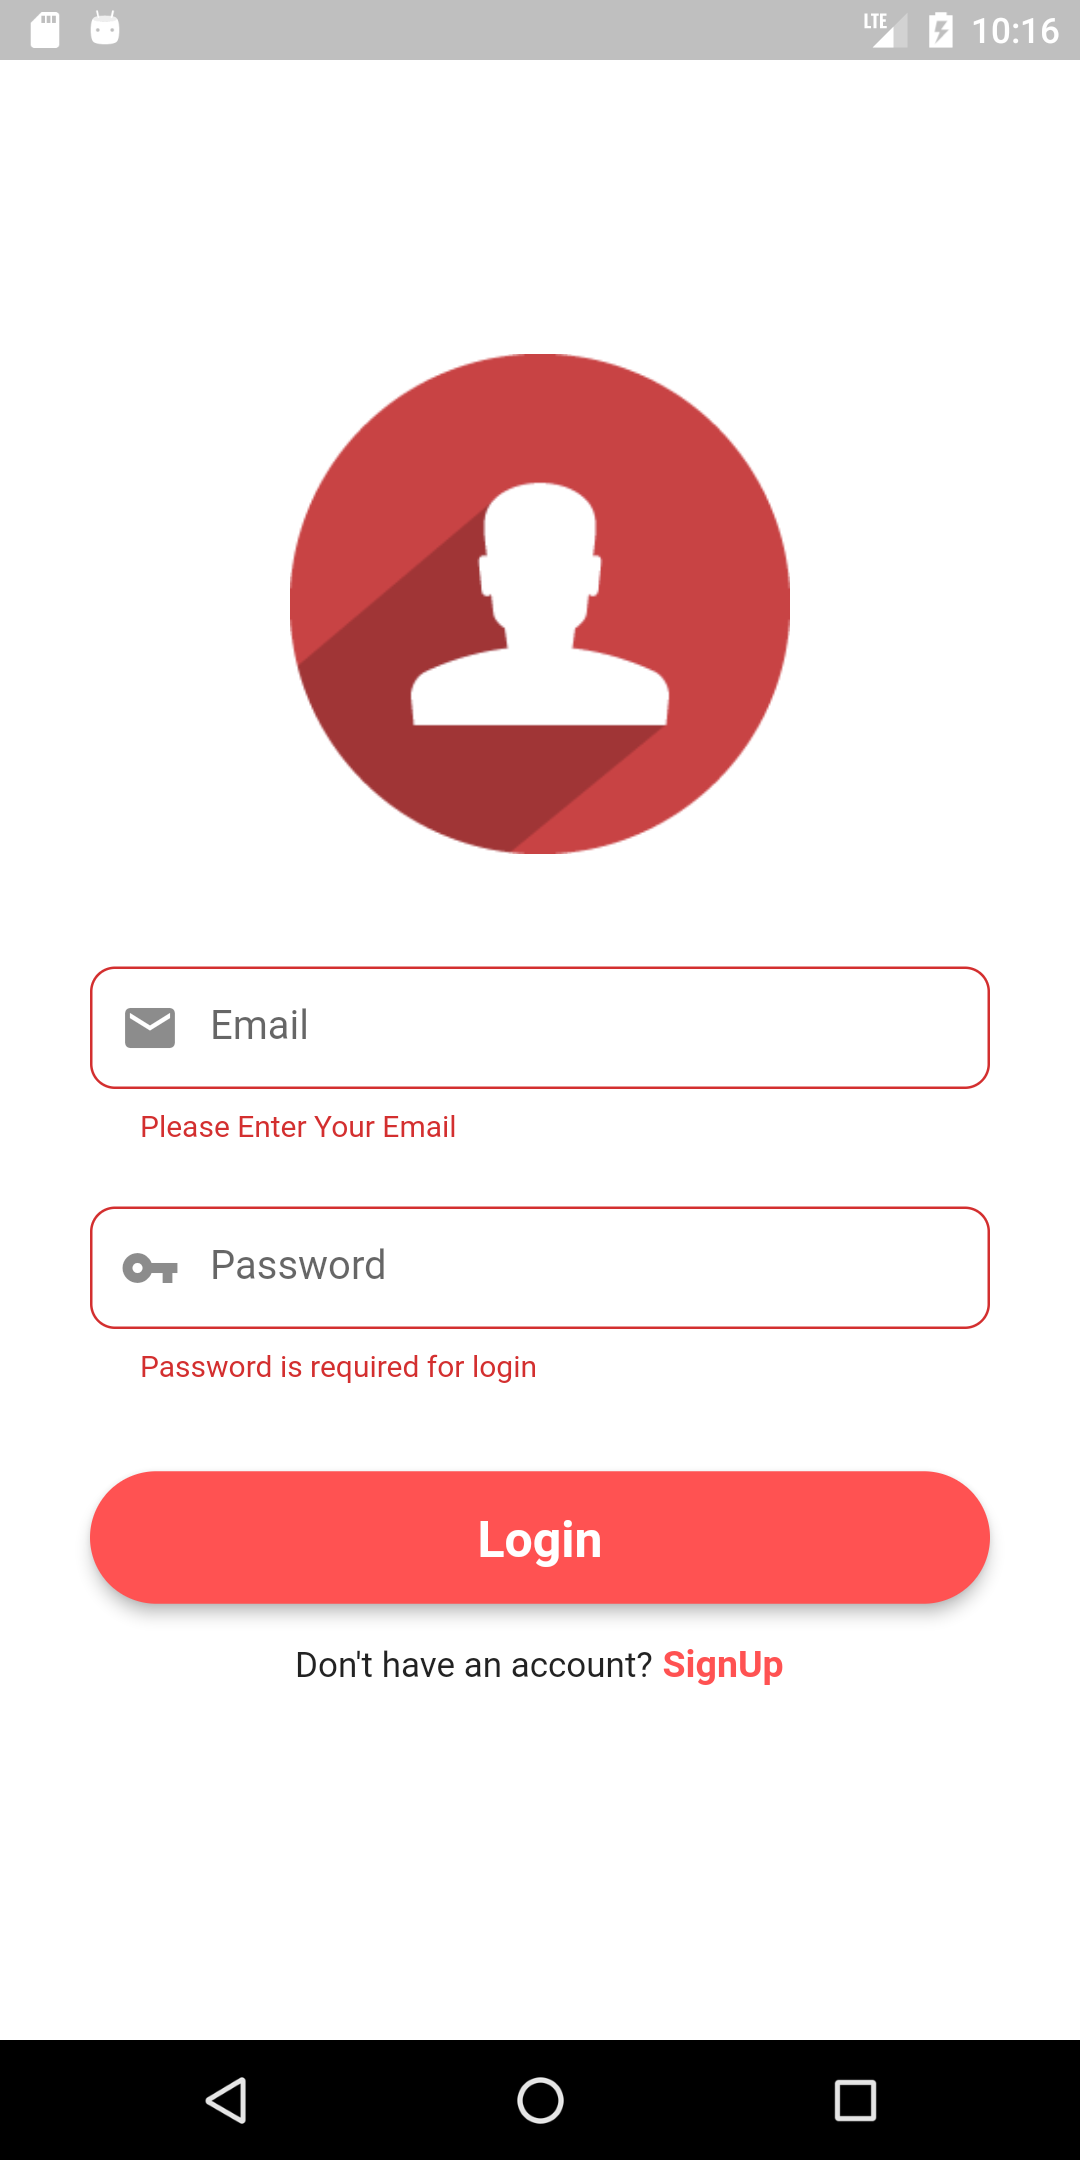 LTE 10:16
Email
Please Enter Your Email
Password
Password is required for login
Login
Don't have an account? SignUp